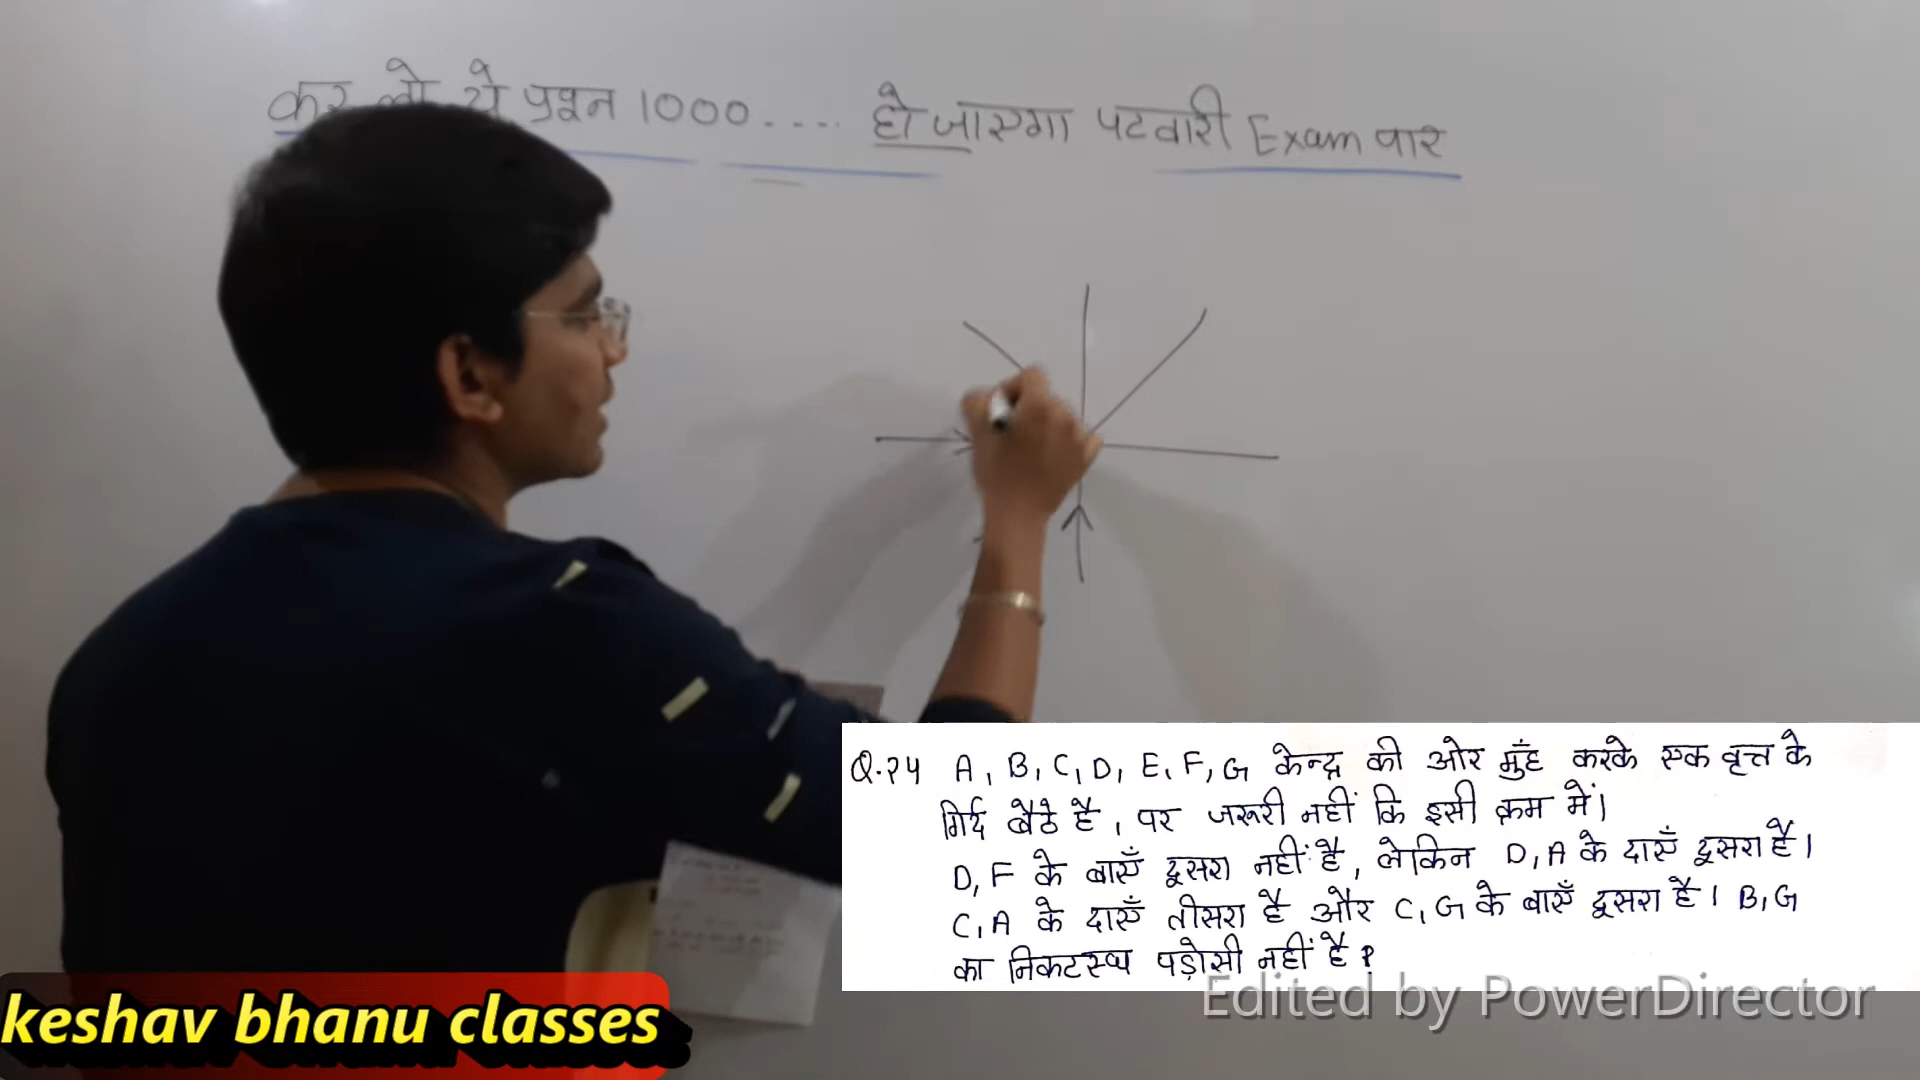 कर लो ये प्रश्न 1000 .... हो जाएगा पटवारी Exam पार
Q.24 A, B, C, D, E, F, G केन्द्र की ओर मुँह करके एक वृत्त के
गिर्द बैठे है, पर जरूरी नहीं कि इसी क्रम में।
D, F के बाएँ दूसरा नहीं है, लेकिन D, A के दाएँ दूसरा है।
C, A के दाएँ तीसरा है और C, G के बाएँ दूसरा है। B, G
का निकटस्थ पड़ोसी नहीं है?
Edited by PowerDirector
keshav bhanu classes